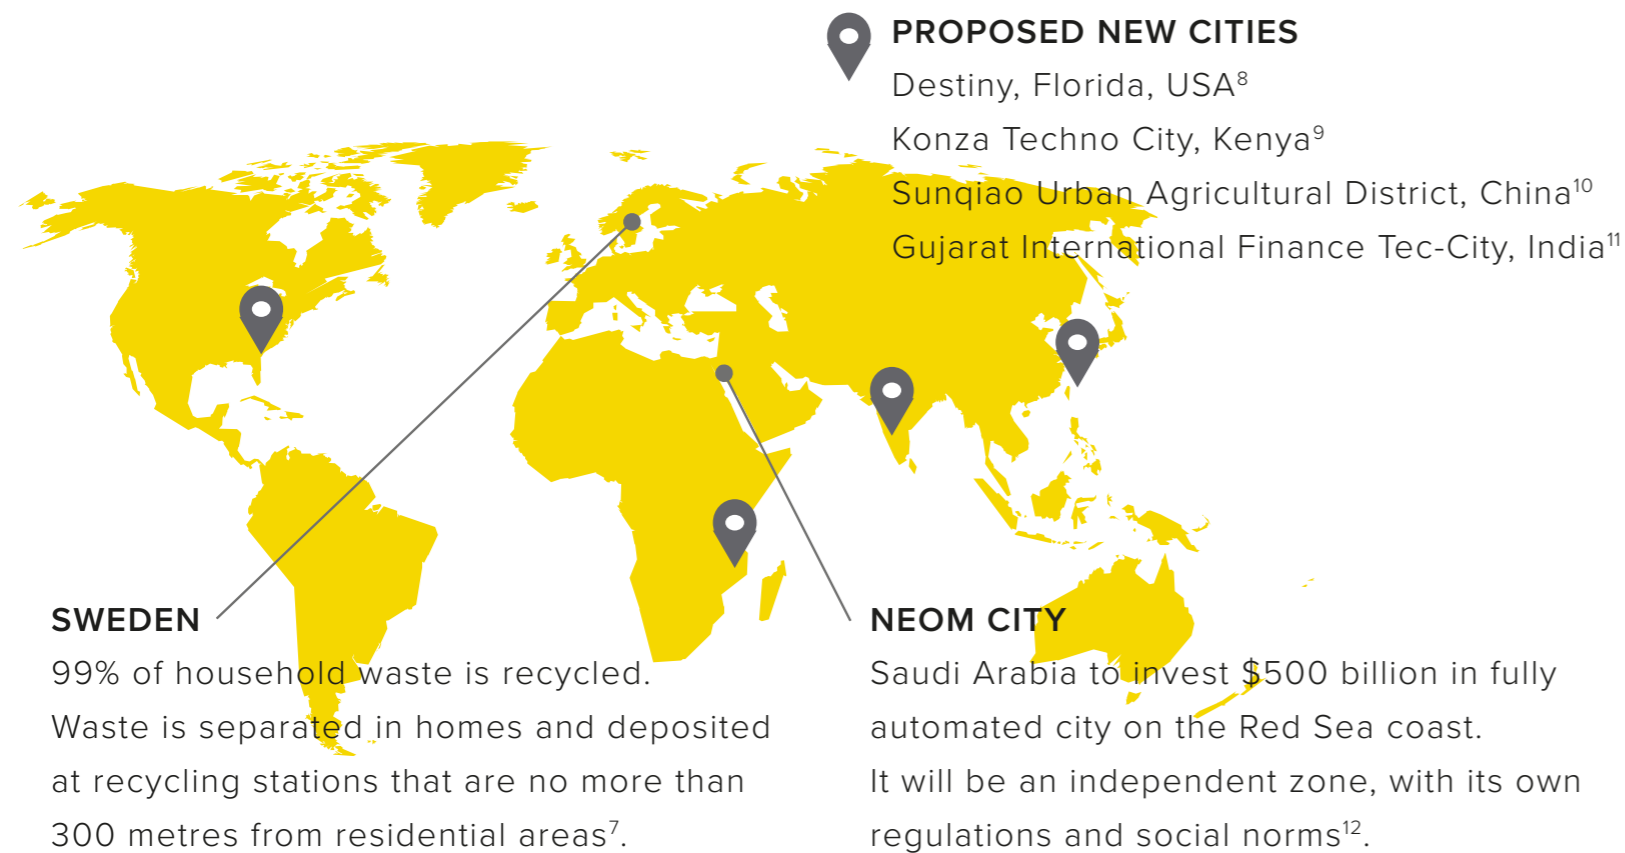 PROPOSED NEW CITIES
Destiny, Florida, USA⁸
Konza Techno City, Kenya⁹
Sunqiao Urban Agricultural District, China¹⁰
Gujarat International Finance Tec-City, India¹¹
SWEDEN
99% of household waste is recycled.
Waste is separated in homes and deposited
at recycling stations that are no more than
300 metres from residential areas⁷.
NEOM CITY
Saudi Arabia to invest $500 billion in fully
automated city on the Red Sea coast.
It will be an independent zone, with its own
regulations and social norms¹².